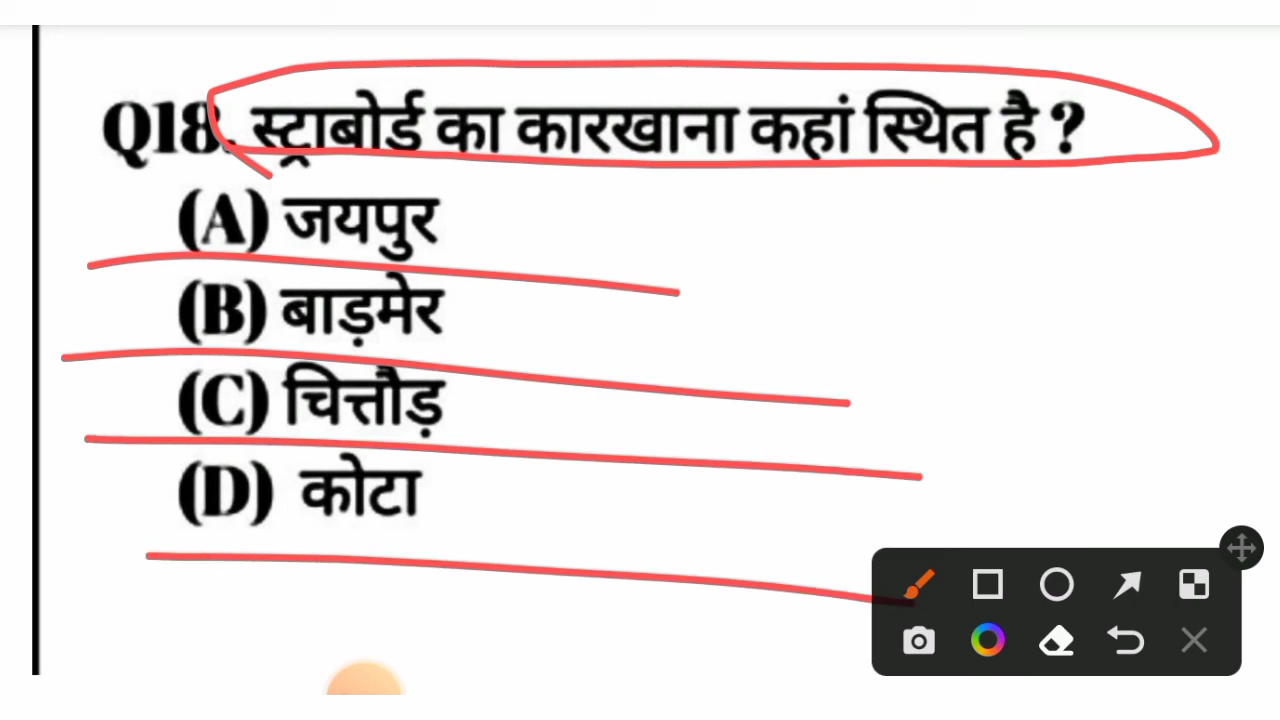 Q18. स्ट्राबोर्ड का कारखाना कहां स्थित है ?
(A) जयपुर
(B) बाड़मेर
(C) चित्तौड़
(D) कोटा